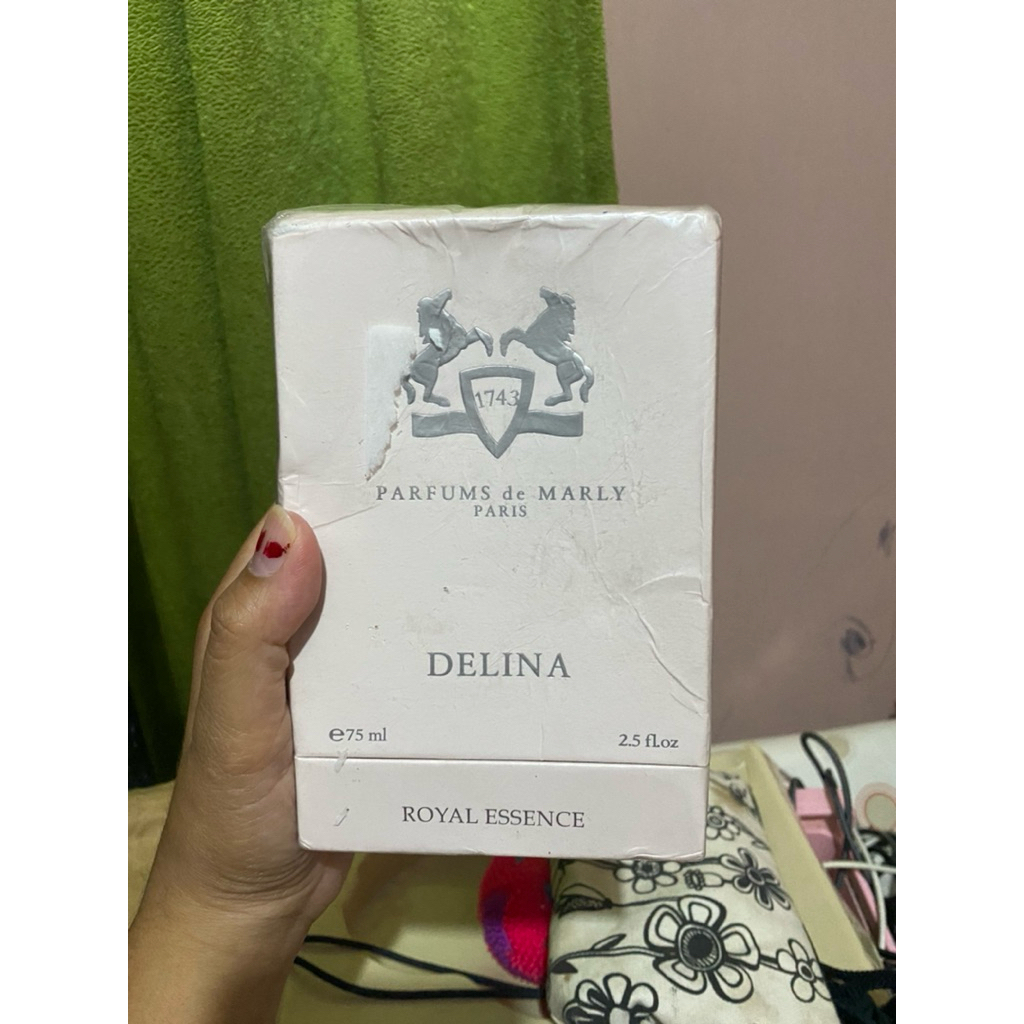 1743
PARFUMS de MARLY
PARIS
DELINA
℮75 ml 2.5 fl.oz
ROYAL ESSENCE